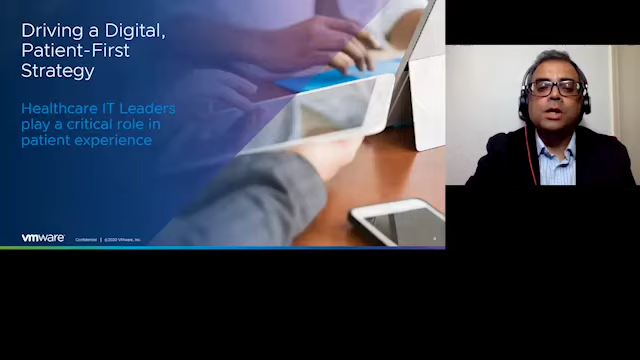 Driving a Digital,
Patient-First
Strategy
Healthcare IT Leaders
play a critical role in
patient experience
vmware
Confidential | ©2020 VMware, Inc.